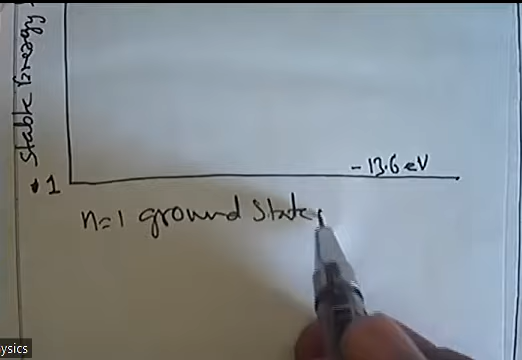 Stable Energy
-13.6 eV
1
n=1 ground State
ysics